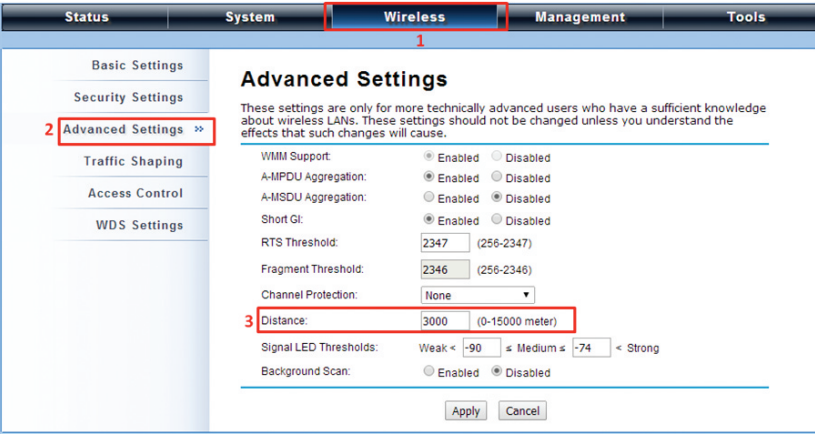 Status System Wireless Management Tools
1
Basic Settings
Security Settings
2 Advanced Settings »
Traffic Shaping
Access Control
WDS Settings
Advanced Settings
These settings are only for more technically advanced users who have a sufficient knowledge
about wireless LANs. These settings should not be changed unless you understand the
effects that such changes will cause.
WMM Support: Enabled Disabled
A-MPDU Aggregation: Enabled Disabled
A-MSDU Aggregation: Enabled Disabled
Short GI: Enabled Disabled
RTS Threshold: 2347 (256-2347)
Fragment Threshold: 2346 (256-2346)
Channel Protection: None
3 Distance: 3000 (0-15000 meter)
Signal LED Thresholds: Weak < -90 ≤ Medium ≤ -74 < Strong
Background Scan: Enabled Disabled
Apply Cancel